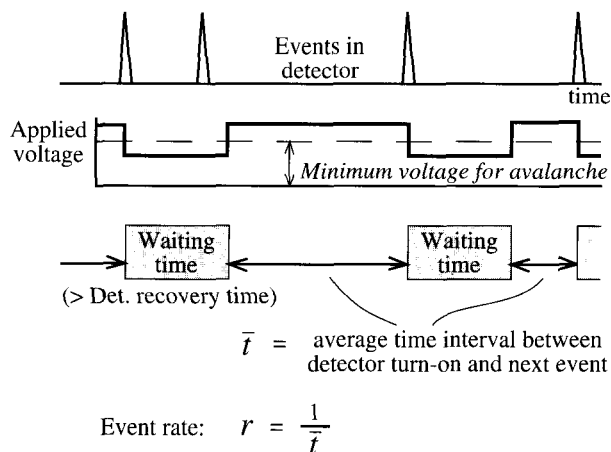 Events in
detector
time
Applied
voltage
Minimum voltage for avalanche
Waiting
time
Waiting
time
(> Det. recovery time)
t̄ = average time interval between
detector turn-on and next event
Event rate: r = 1/t̄